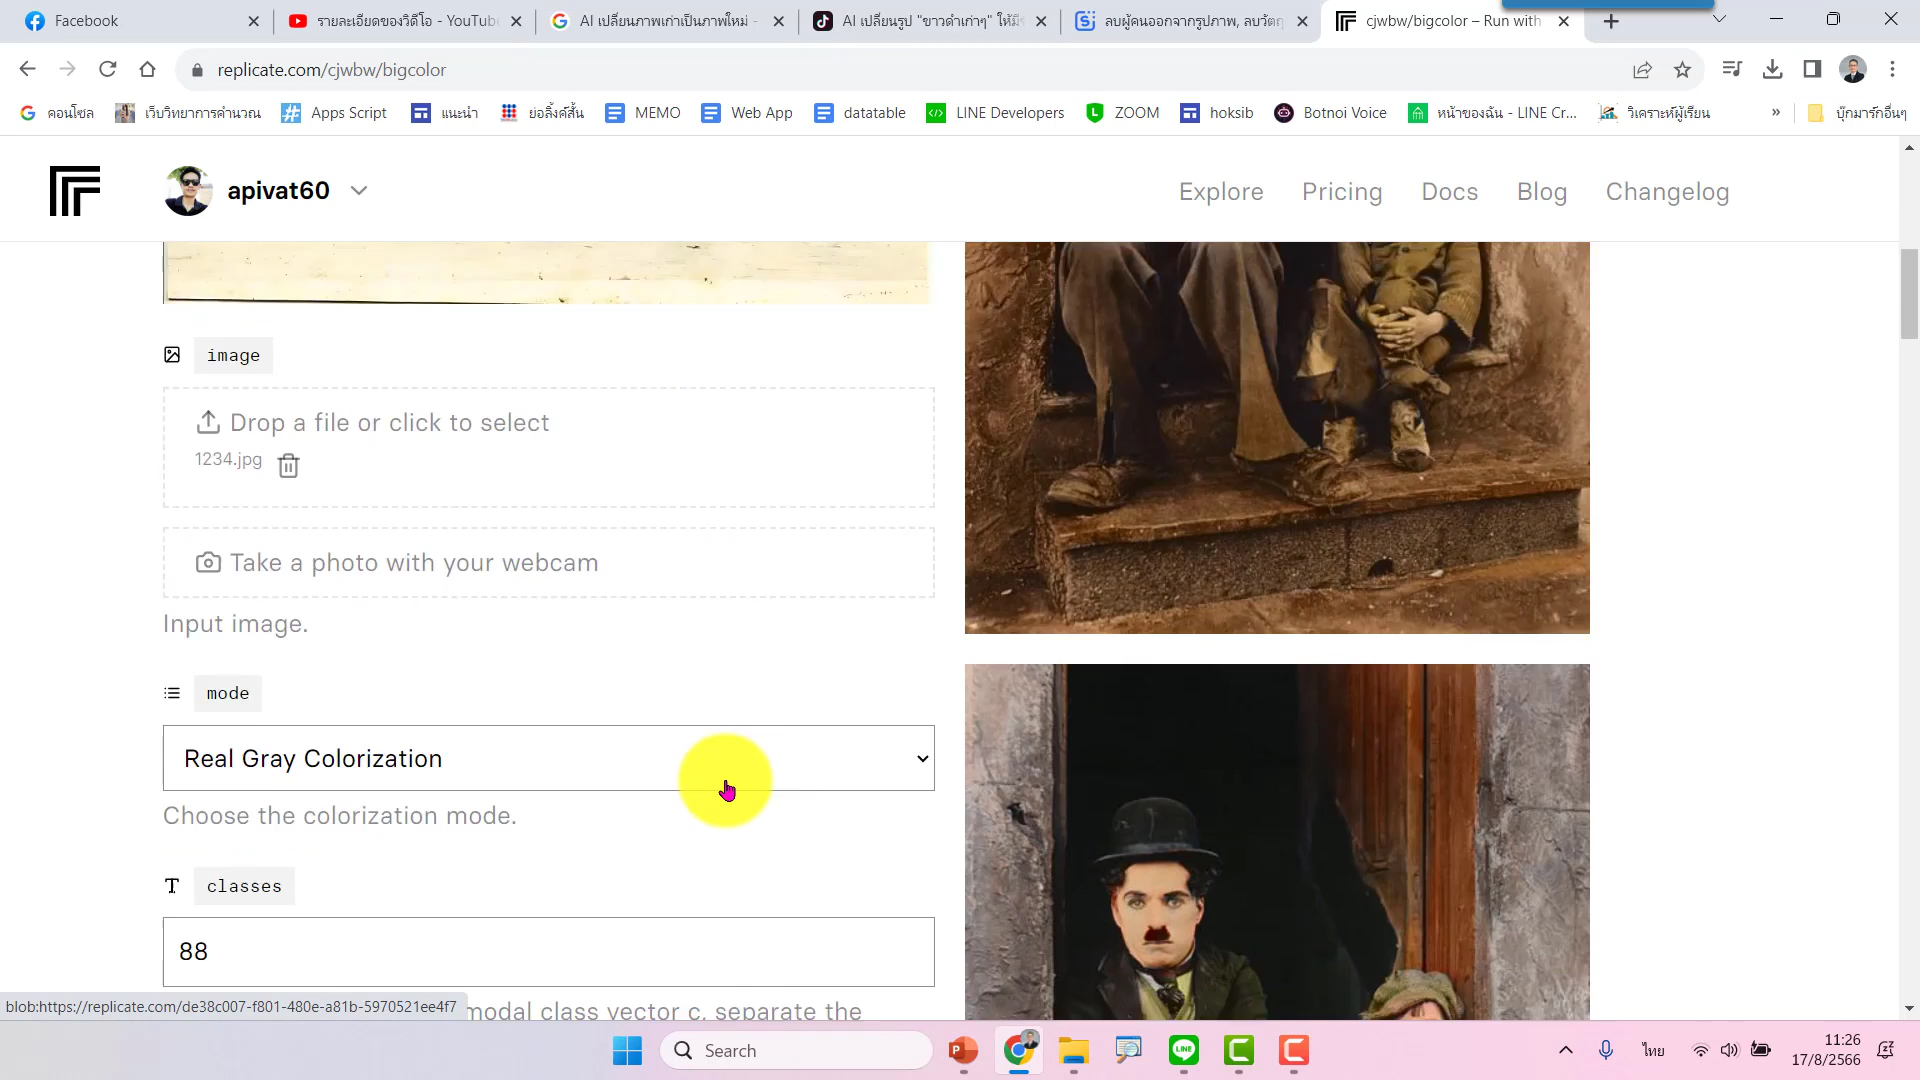 Facebook
รายละเอียดของวิดีโอ - YouTube
AI เปลี่ยนภาพเก่าเป็นภาพใหม่ -
AI เปลี่ยนรูป "ขาวดำเก่าๆ" ให้มี
ลบผู้คนออกจากรูปภาพ, ลบวัตถุ
cjwbw/bigcolor – Run with
replicate.com/cjwbw/bigcolor
คอนโซล
เว็บวิทยาการคำนวณ
Apps Script
แนะนำ
ย่อลิ้งค์สั้น
MEMO
Web App
datatable
LINE Developers
ZOOM
hoksib
Botnoi Voice
หน้าของฉัน - LINE Cr...
วิเคราะห์ผู้เรียน
»
บุ๊กมาร์กอื่นๆ
apivat60
Explore
Pricing
Docs
Blog
Changelog
image
Drop a file or click to select
1234.jpg
Take a photo with your webcam
Input image.
mode
Real Gray Colorization
Choose the colorization mode.
classes
88
modal class vector c, separate the
blob:https://replicate.com/de38c007-f801-480e-a81b-5970521ee4f7
Search
ไทย
11:26
17/8/2566